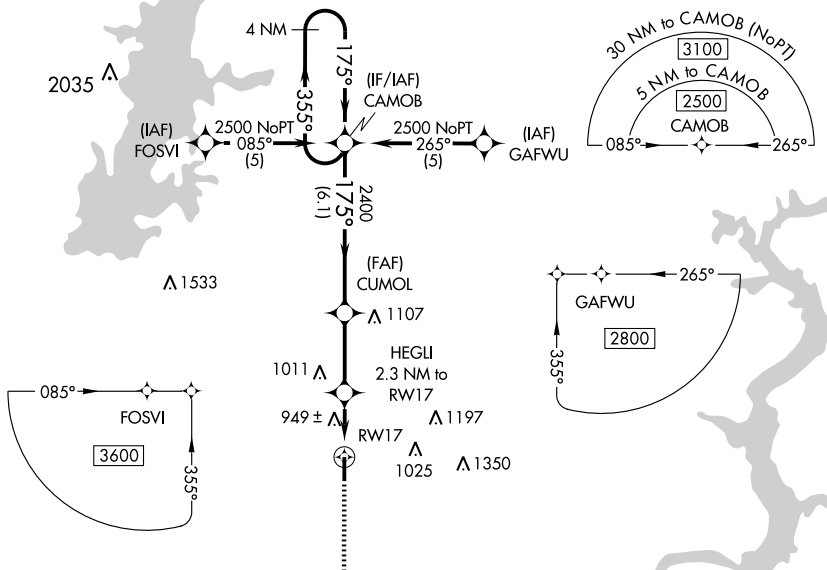 4 NM
175°
355°
(IF/IAF)
CAMOB
2035
(IAF)
FOSVI
2500 NoPT
085°
(5)
2500 NoPT
265°
(5)
(IAF)
GAFWU
30 NM to CAMOB (NoPT)
3100
5 NM to CAMOB
2500
CAMOB
085°
265°
2400
175°
(6.1)
(FAF)
CUMOL
1533
1107
265°
GAFWU
2800
355°
HEGLI
2.3 NM to
RW17
1011
949 ±
RW17
1197
1025
1350
085°
FOSVI
3600
355°